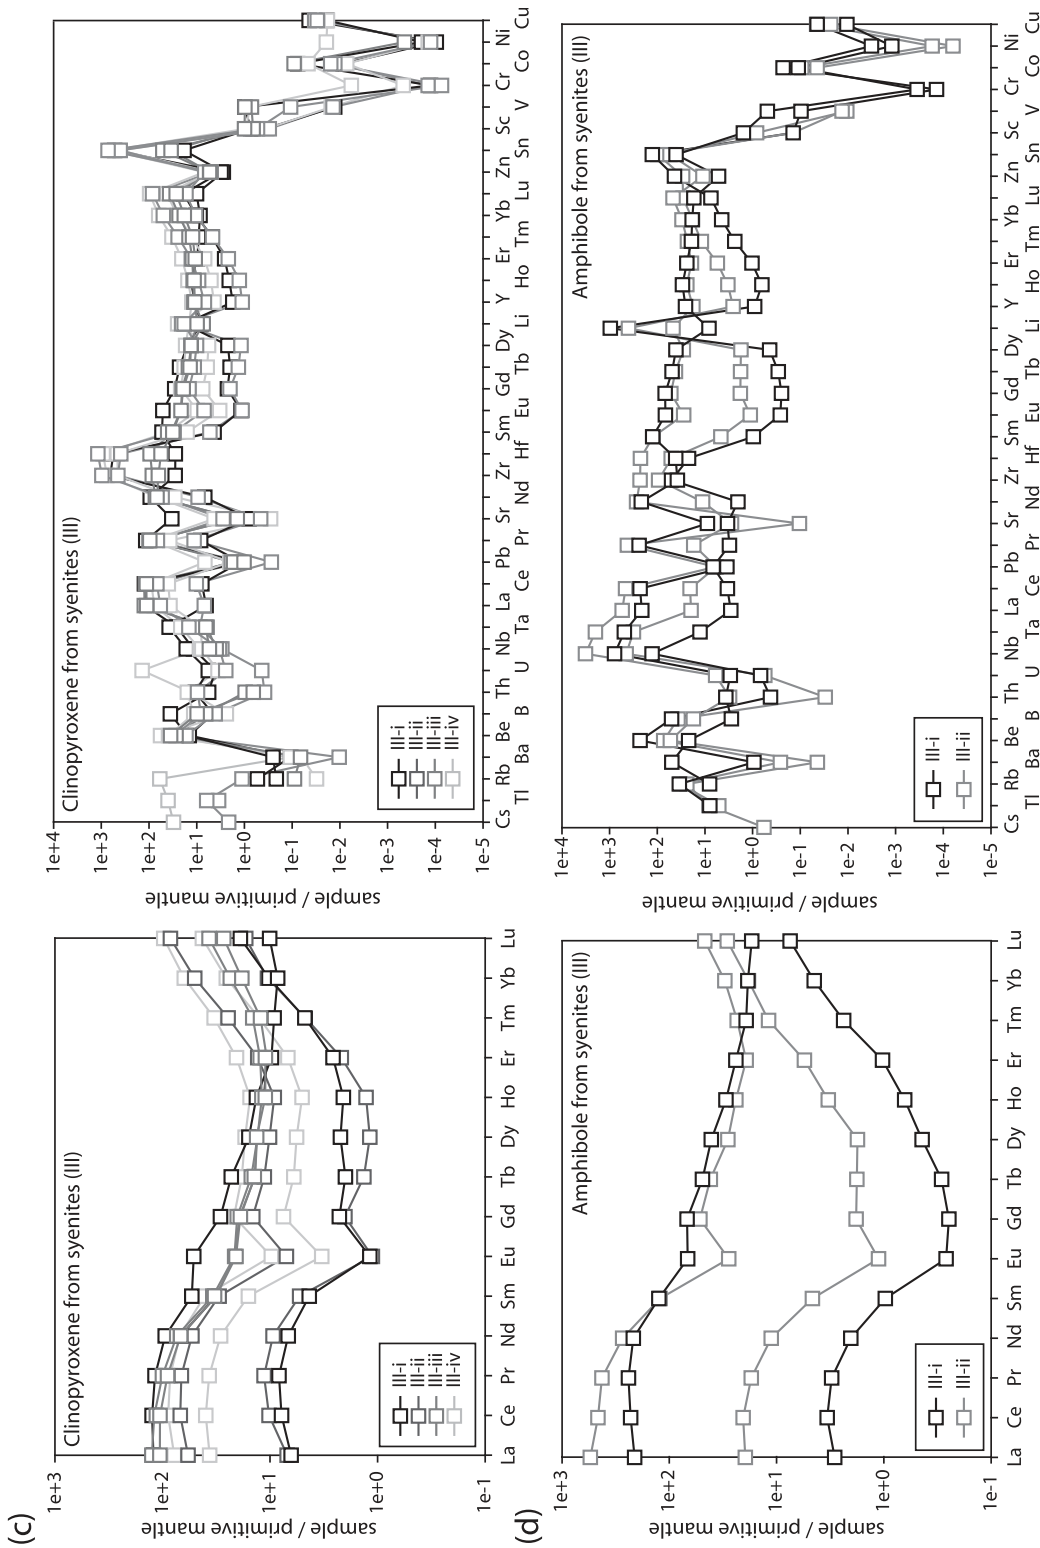 (c)
Clinopyroxene from syenites (III)
1e+3
1e+2
1e+1
1e+0
1e-1
sample / primitive mantle
La Ce Pr Nd Sm Eu Gd Tb Dy Ho Er Tm Yb Lu
III-i
III-ii
III-iii
III-iv
Clinopyroxene from syenites (III)
1e+4
1e+3
1e+2
1e+1
1e+0
1e-1
1e-2
1e-3
1e-4
1e-5
sample / primitive mantle
Cs Tl Rb Ba Be B Th U Nb Ta La Ce Pb Pr Sr Nd Zr Hf Sm Eu Gd Tb Dy Li Y Ho Er Tm Yb Lu Zn Sn Sc V Cr Co Ni Cu
III-i
III-ii
III-iii
III-iv
(d)
Amphibole from syenites (III)
1e+3
1e+2
1e+1
1e+0
1e-1
sample / primitive mantle
La Ce Pr Nd Sm Eu Gd Tb Dy Ho Er Tm Yb Lu
III-i
III-ii
Amphibole from syenites (III)
1e+4
1e+3
1e+2
1e+1
1e+0
1e-1
1e-2
1e-3
1e-4
1e-5
sample / primitive mantle
Cs Tl Rb Ba Be B Th U Nb Ta La Ce Pb Pr Sr Nd Zr Hf Sm Eu Gd Tb Dy Li Y Ho Er Tm Yb Lu Zn Sn Sc V Cr Co Ni Cu
III-i
III-ii